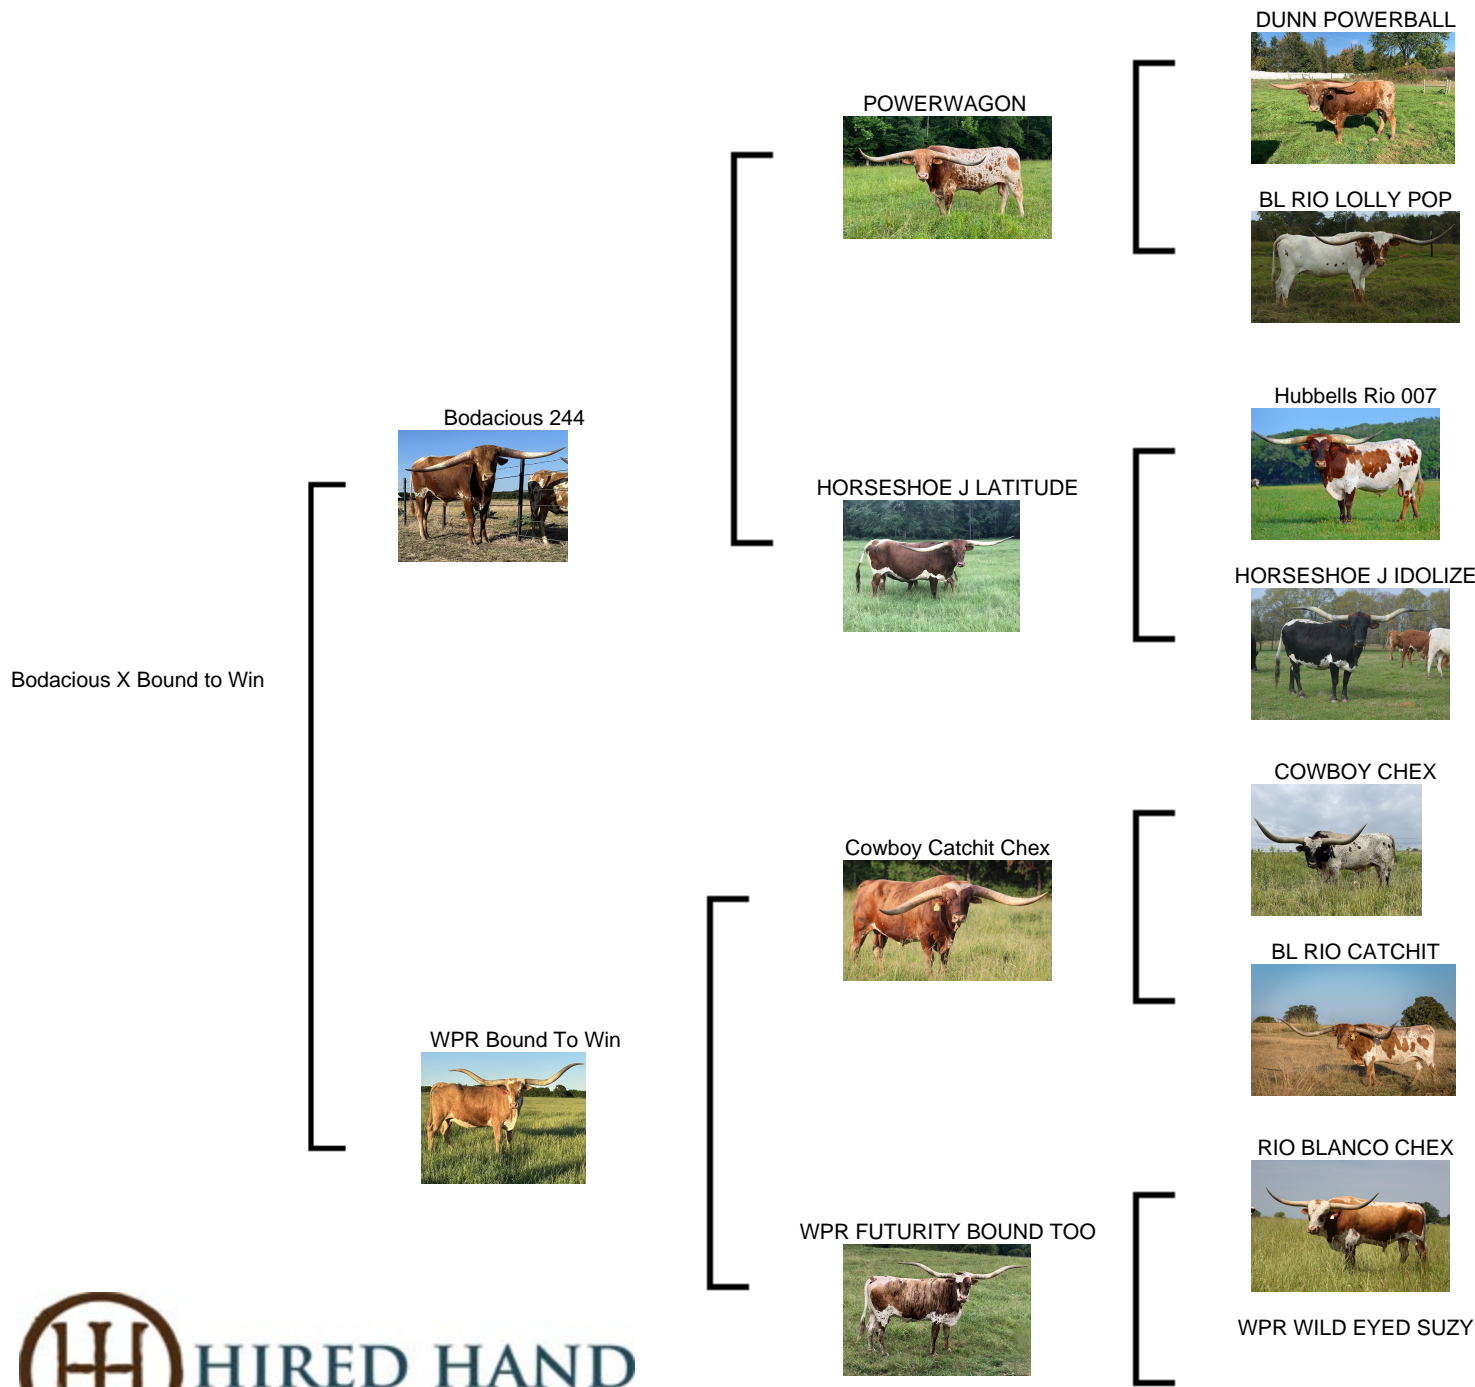 DUNN POWERBALL
POWERWAGON
BL RIO LOLLY POP
Hubbells Rio 007
Bodacious 244
HORSESHOE J LATITUDE
HORSESHOE J IDOLIZE
Bodacious X Bound to Win
COWBOY CHEX
Cowboy Catchit Chex
BL RIO CATCHIT
WPR Bound To Win
RIO BLANCO CHEX
WPR FUTURITY BOUND TOO
WPR WILD EYED SUZY
HIRED HAND